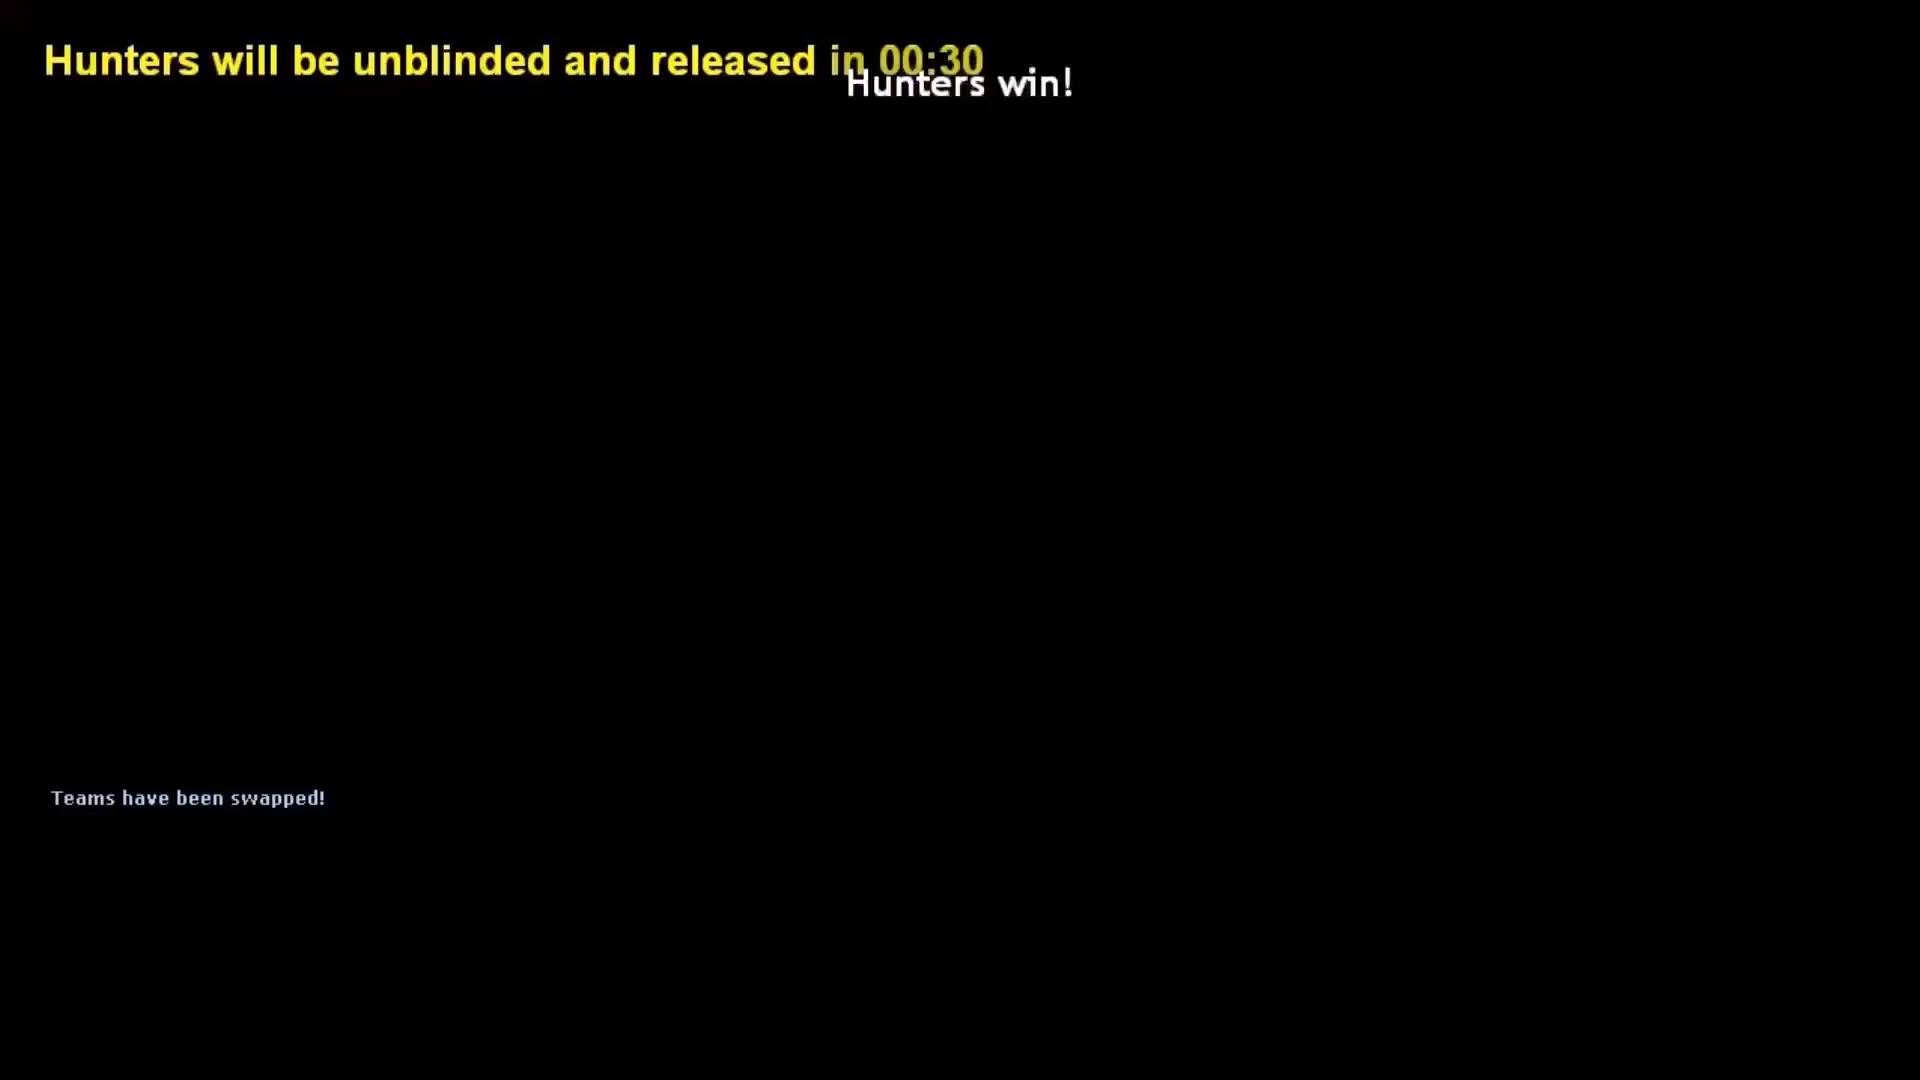 Hunters will be unblinded and released in 00:30
Hunters win!
Teams have been swapped!